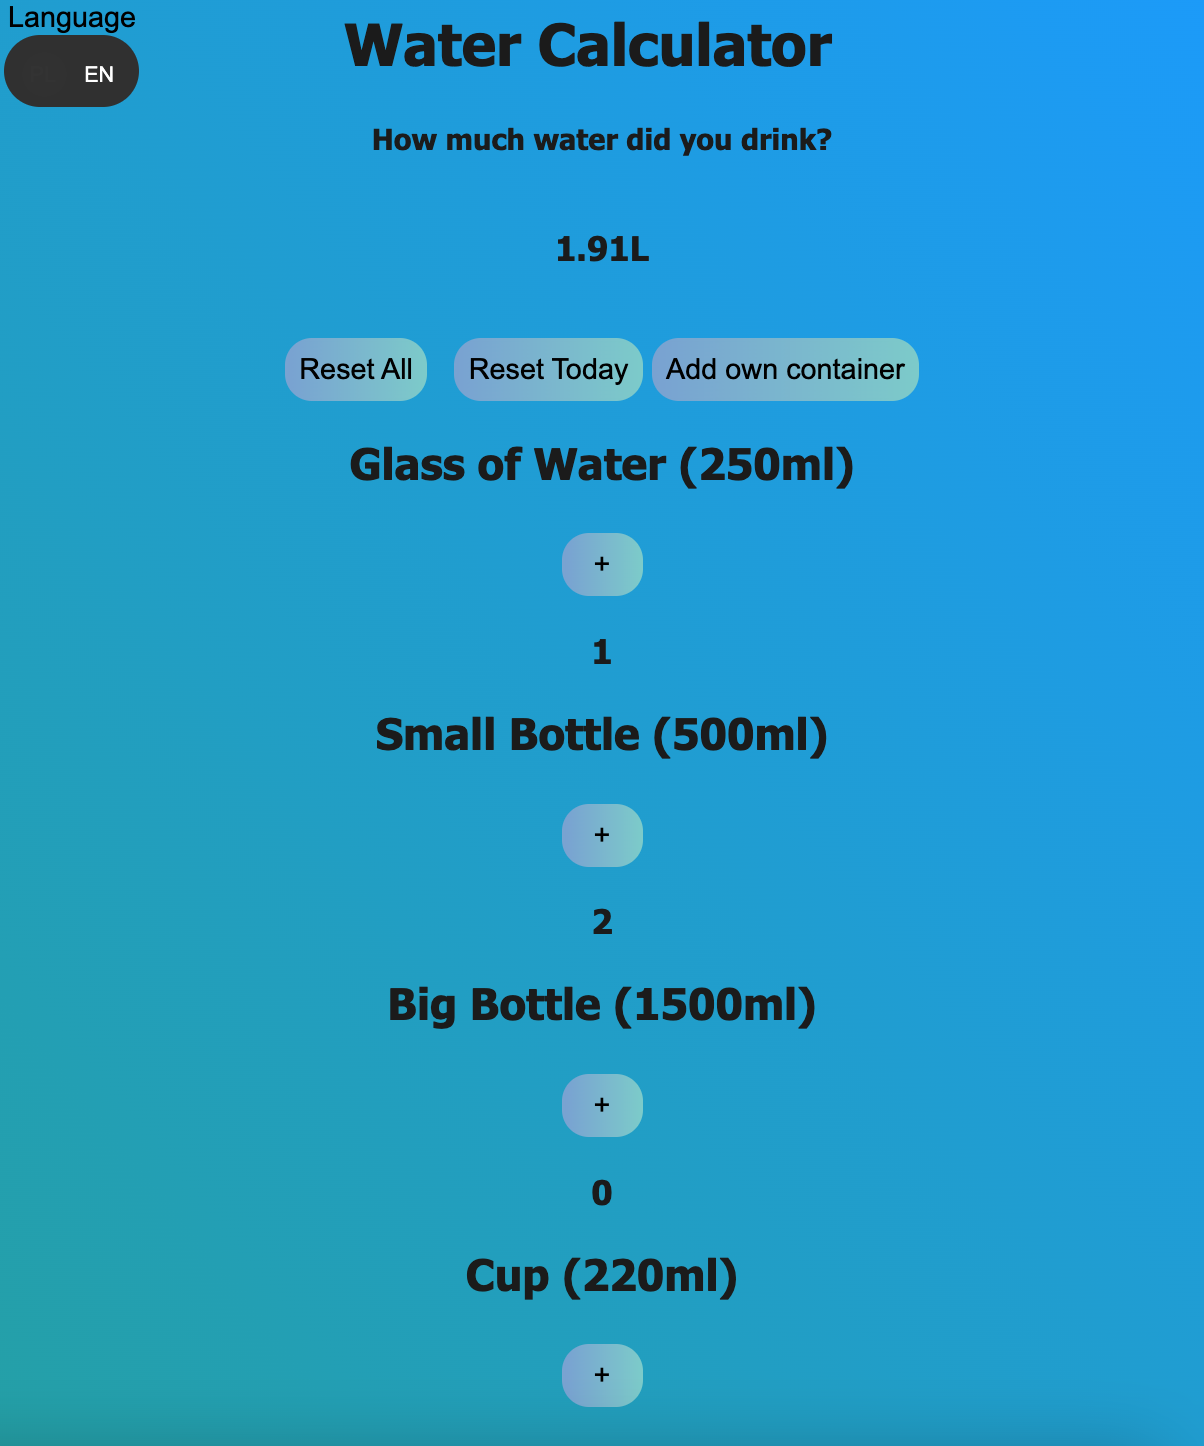 Language
EN
Water Calculator
How much water did you drink?
1.91L
Reset All Reset Today Add own container
Glass of Water (250ml)
+
1
Small Bottle (500ml)
+
2
Big Bottle (1500ml)
+
0
Cup (220ml)
+